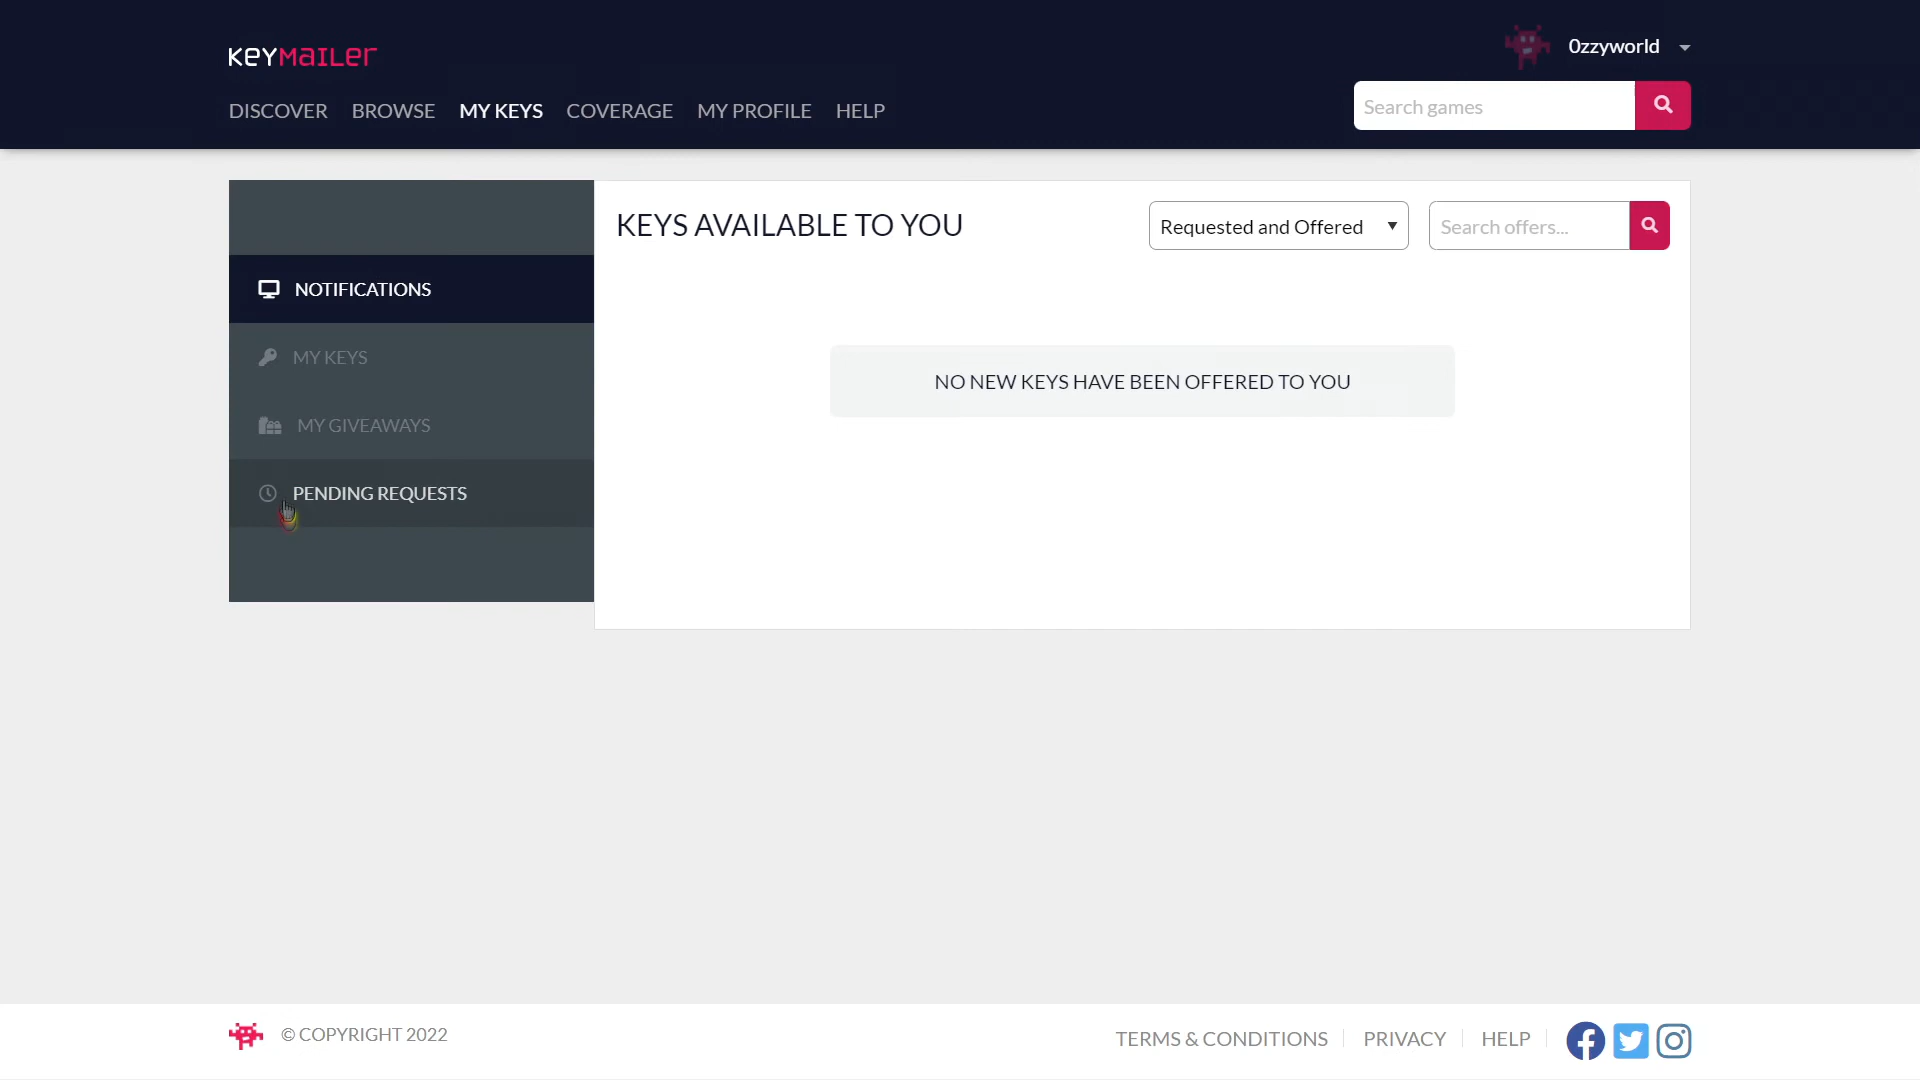 KEYMAILER
0zzyworld
DISCOVER BROWSE MY KEYS COVERAGE MY PROFILE HELP
Search games
KEYS AVAILABLE TO YOU
Requested and Offered
Search offers...
NOTIFICATIONS
MY KEYS
MY GIVEAWAYS
PENDING REQUESTS
NO NEW KEYS HAVE BEEN OFFERED TO YOU
© COPYRIGHT 2022
TERMS & CONDITIONS PRIVACY HELP